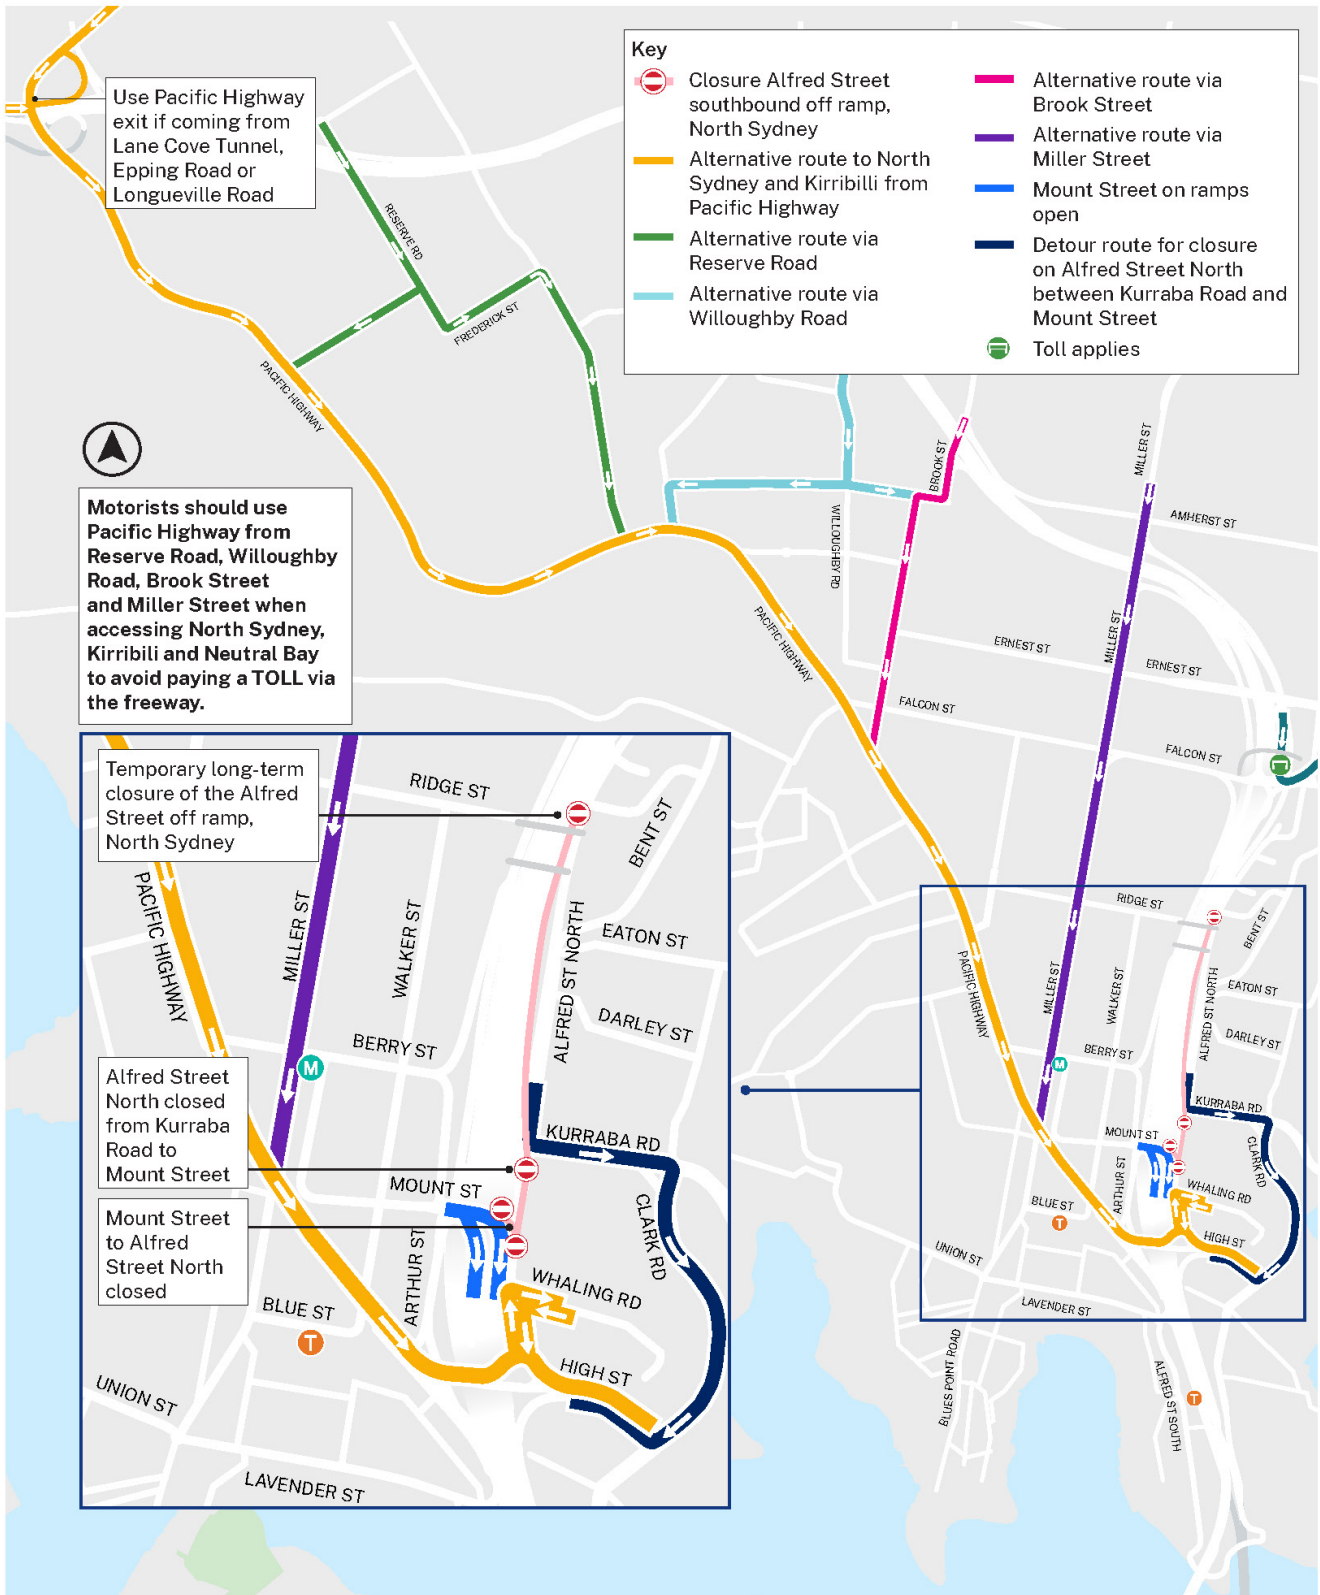 Key
Closure Alfred Street
southbound off ramp,
North Sydney
Alternative route to North
Sydney and Kirribilli from
Pacific Highway
Alternative route via
Reserve Road
Alternative route via
Willoughby Road
Alternative route via
Brook Street
Alternative route via
Miller Street
Mount Street on ramps
open
Detour route for closure
on Alfred Street North
between Kurraba Road and
Mount Street
Toll applies
Use Pacific Highway
exit if coming from
Lane Cove Tunnel,
Epping Road or
Longueville Road
RESERVE RD
FREDERICK ST
PACIFIC HIGHWAY
Motorists should use
Pacific Highway from
Reserve Road, Willoughby
Road, Brook Street
and Miller Street when
accessing North Sydney,
Kirribili and Neutral Bay
to avoid paying a TOLL via
the freeway.
BROOK ST
MILLER ST
WILLOUGHBY RD
AMHERST ST
PACIFIC HIGHWAY
MILLER ST
ERNEST ST
ERNEST ST
FALCON ST
FALCON ST
Temporary long-term
closure of the Alfred
Street off ramp,
North Sydney
RIDGE ST
BENT ST
PACIFIC HIGHWAY
MILLER ST
WALKER ST
EATON ST
ALFRED ST NORTH
DARLEY ST
BERRY ST
M
Alfred Street
North closed
from Kurraba
Road to
Mount Street
KURRABA RD
MOUNT ST
CLARK RD
Mount Street
to Alfred
Street North
closed
ARTHUR ST
WHALING RD
BLUE ST
T
HIGH ST
UNION ST
LAVENDER ST
RIDGE ST
BENT ST
PACIFIC HIGHWAY
MILLER ST
WALKER ST
ALFRED ST NORTH
EATON ST
DARLEY ST
BERRY ST
M
KURRABA RD
MOUNT ST
CLARK RD
ARTHUR ST
WHALING RD
BLUE ST
T
HIGH ST
UNION ST
LAVENDER ST
BLUES POINT ROAD
ALFRED ST SOUTH
T